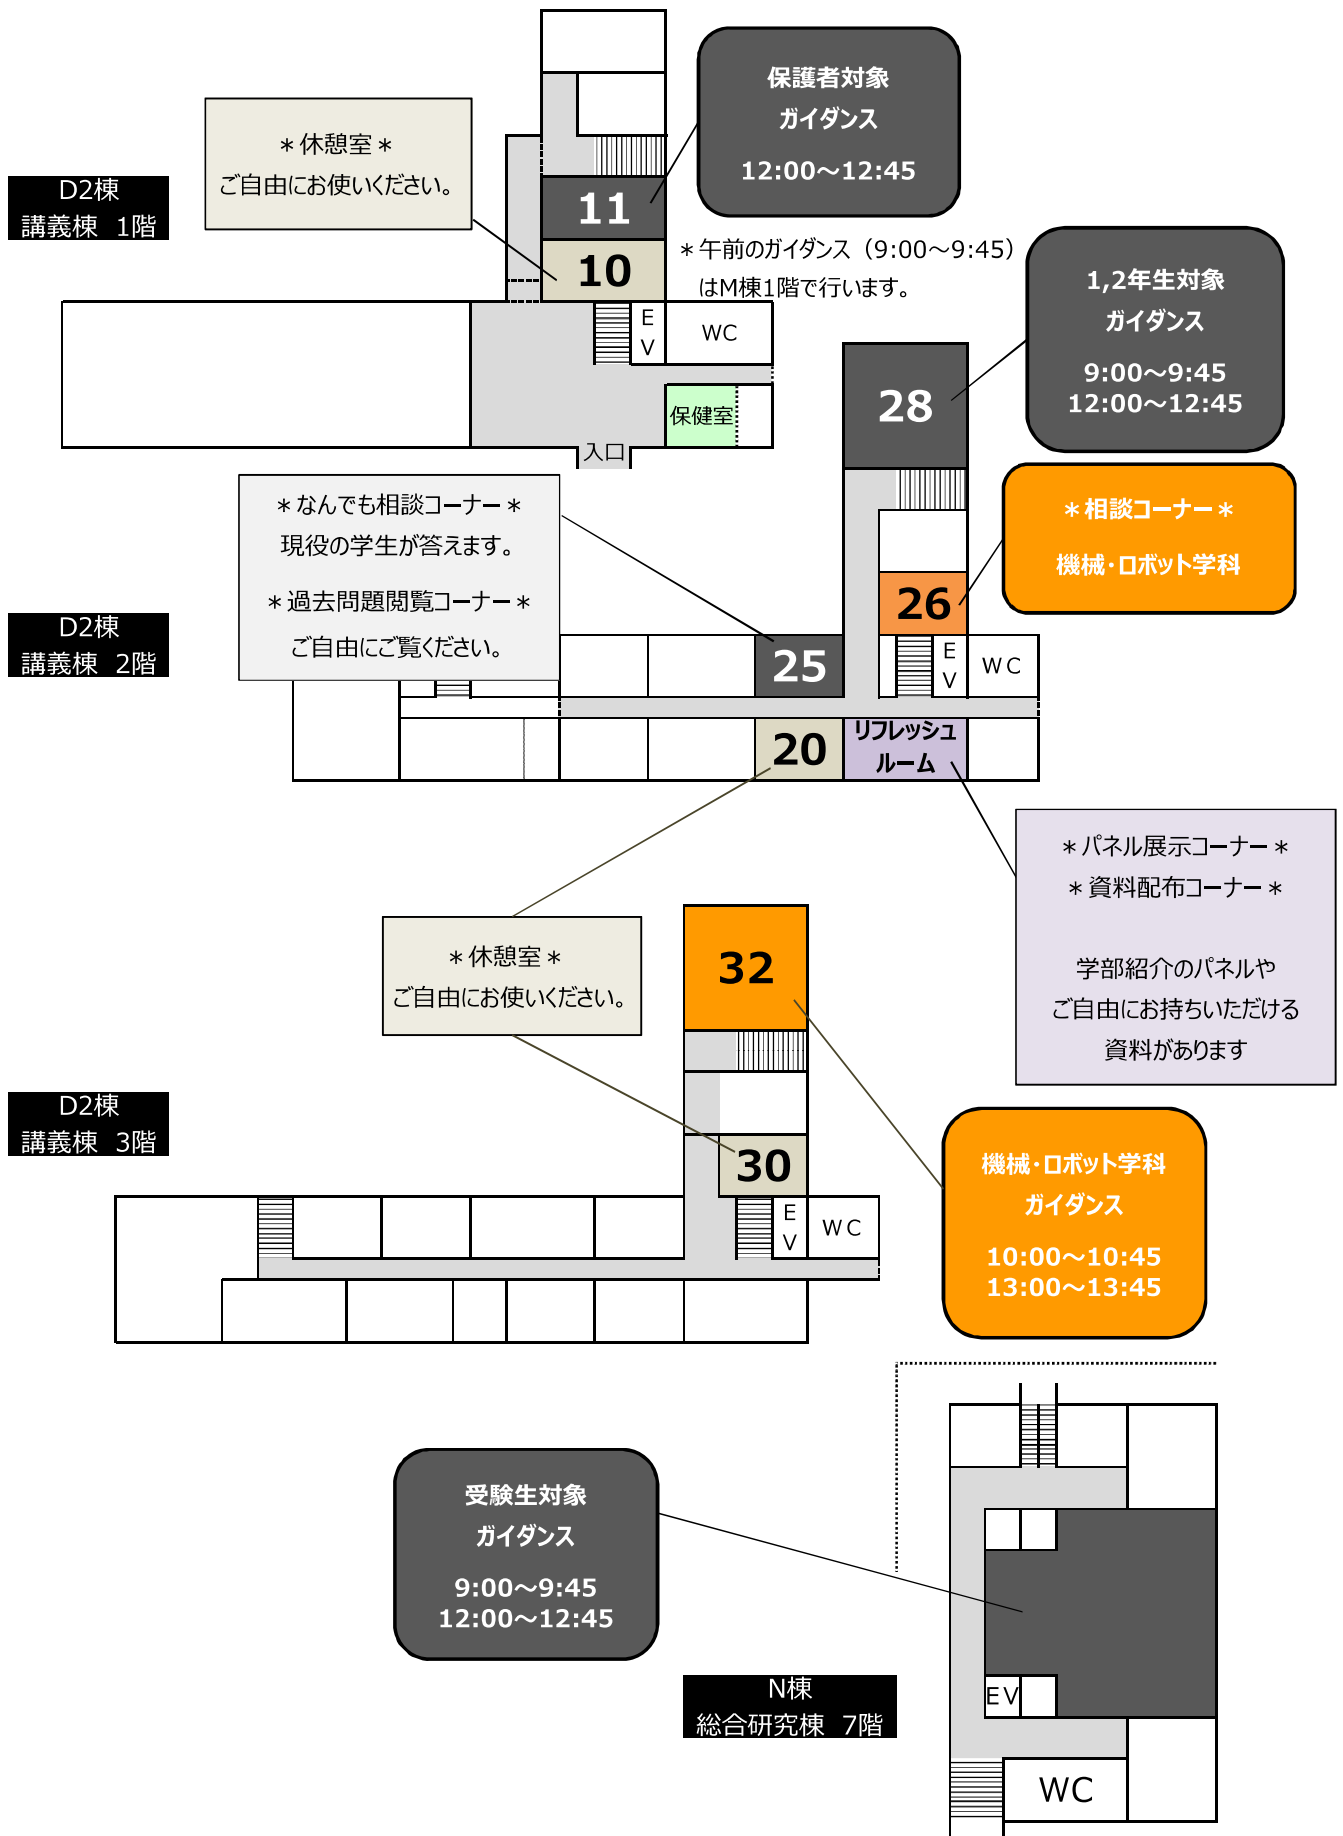 保護者対象
ガイダンス
12:00～12:45
＊休憩室＊
ご自由にお使いください。
D2棟
講義棟 1階
11
10
＊午前のガイダンス（9:00～9:45）
はM棟1階で行います。
E
V
WC
保健室
入口
1,2年生対象
ガイダンス
9:00～9:45
12:00～12:45
28
＊なんでも相談コーナー＊
現役の学生が答えます。
＊過去問題閲覧コーナー＊
ご自由にご覧ください。
＊相談コーナー＊
機械・ロボット学科
26
D2棟
講義棟 2階
25
E
V
WC
20
リフレッシュ
ルーム
＊パネル展示コーナー＊
＊資料配布コーナー＊
学部紹介のパネルや
ご自由にお持ちいただける
資料があります
＊休憩室＊
ご自由にお使いください。
32
D2棟
講義棟 3階
30
E
V
WC
機械・ロボット学科
ガイダンス
10:00～10:45
13:00～13:45
受験生対象
ガイダンス
9:00～9:45
12:00～12:45
N棟
総合研究棟 7階
EV
WC